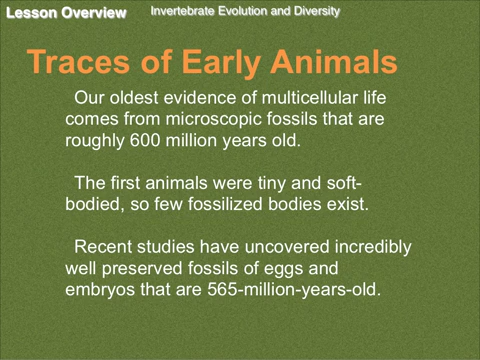 Lesson Overview Invertebrate Evolution and Diversity
Traces of Early Animals
Our oldest evidence of multicellular life
comes from microscopic fossils that are
roughly 600 million years old.
The first animals were tiny and soft-
bodied, so few fossilized bodies exist.
Recent studies have uncovered incredibly
well preserved fossils of eggs and
embryos that are 565-million-years-old.